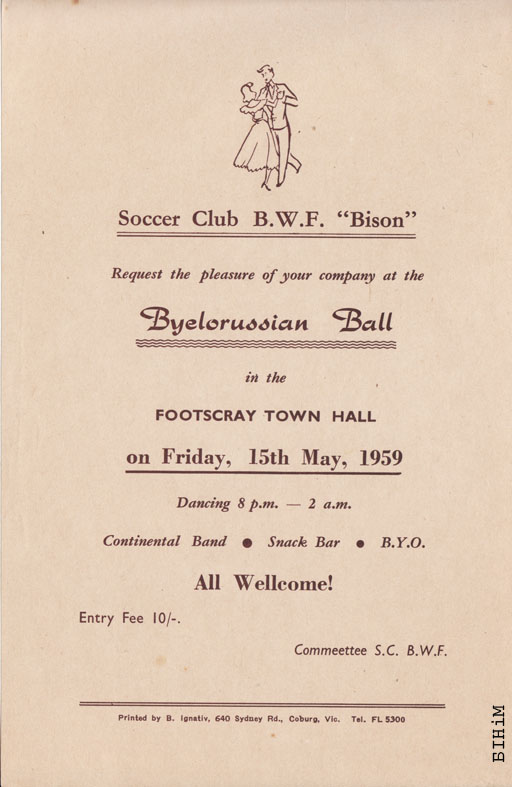 Soccer Club B.W.F. “Bison”
Request the pleasure of your company at the
Byelorussian Ball
in the
FOOTSCRAY TOWN HALL
on Friday, 15th May, 1959
Dancing 8 p.m. — 2 a.m.
Continental Band ● Snack Bar ● B.Y.O.
All Wellcome!
Entry Fee 10/-.
Commeettee S.C. B.W.F.
Printed by B. Ignativ, 640 Sydney Rd., Coburg, Vic. Tel. FL 5300
BIHiM